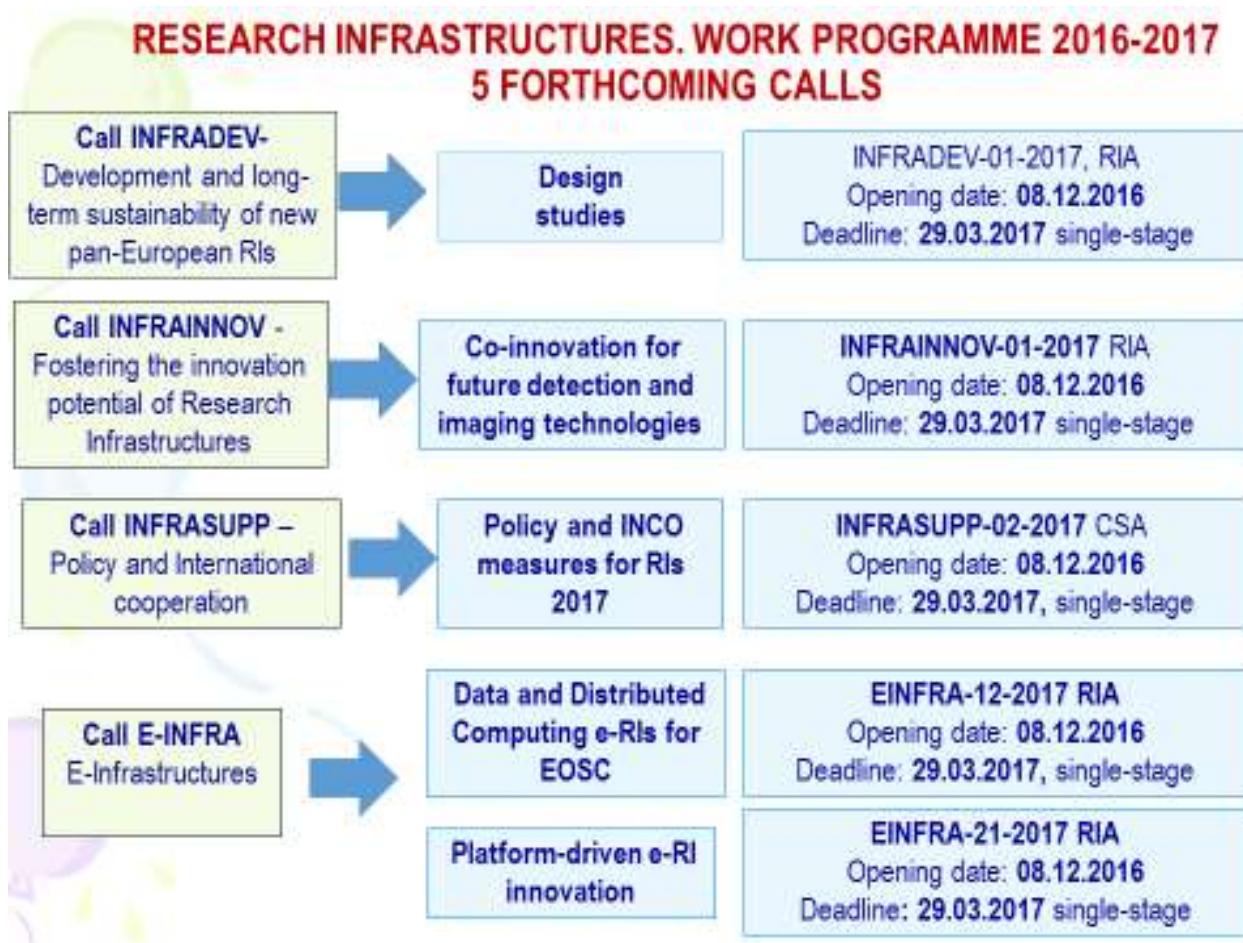 RESEARCH INFRASTRUCTURES. WORK PROGRAMME 2016-2017
5 FORTHCOMING CALLS
Call INFRADEV-
Development and long-
term sustainability of new
pan-European RIs
Design
studies
INFRADEV-01-2017, RIA
Opening date: 08.12.2016
Deadline: 29.03.2017 single-stage
Call INFRAINNOV -
Fostering the innovation
potential of Research
Infrastructures
Co-innovation for
future detection and
imaging technologies
INFRAINNOV-01-2017 RIA
Opening date: 08.12.2016
Deadline: 29.03.2017 single-stage
Call INFRASUPP –
Policy and International
cooperation
Policy and INCO
measures for RIs
2017
INFRASUPP-02-2017 CSA
Opening date: 08.12.2016
Deadline: 29.03.2017, single-stage
Call E-INFRA
E-Infrastructures
Data and Distributed
Computing e-RIs for
EOSC
EINFRA-12-2017 RIA
Opening date: 08.12.2016
Deadline: 29.03.2017, single-stage
Platform-driven e-RI
innovation
EINFRA-21-2017 RIA
Opening date: 08.12.2016
Deadline: 29.03.2017 single-stage